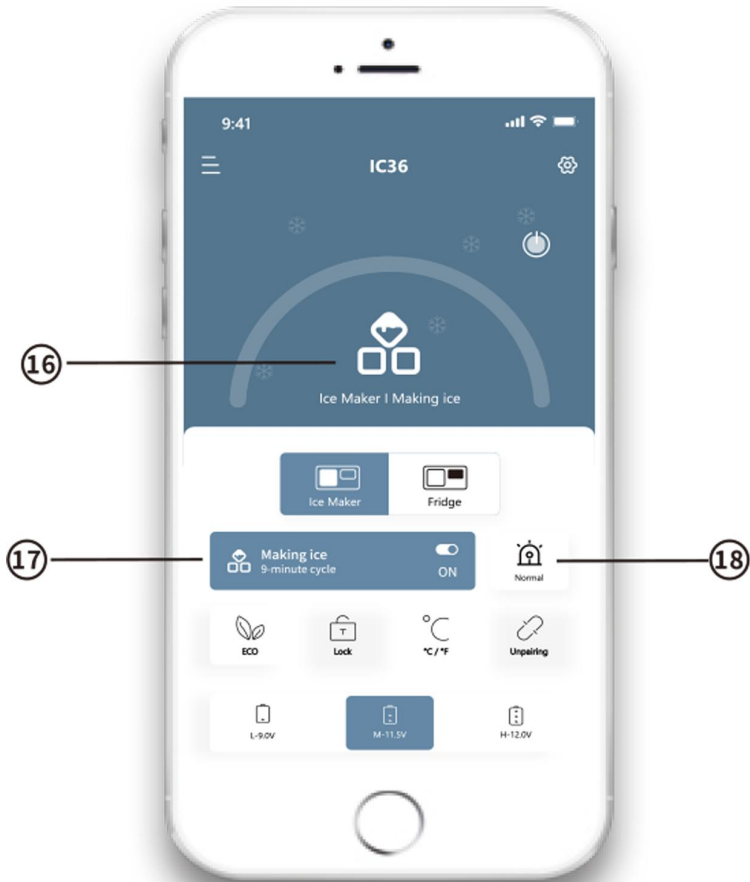 9:41
IC36
16
Ice Maker I Making ice
Ice Maker
Fridge
17
Making ice
9-minute cycle
ON
Normal
18
ECO
T
Lock
°C
°C / °F
Unpairing
L-9.0V
M-11.5V
H-12.0V